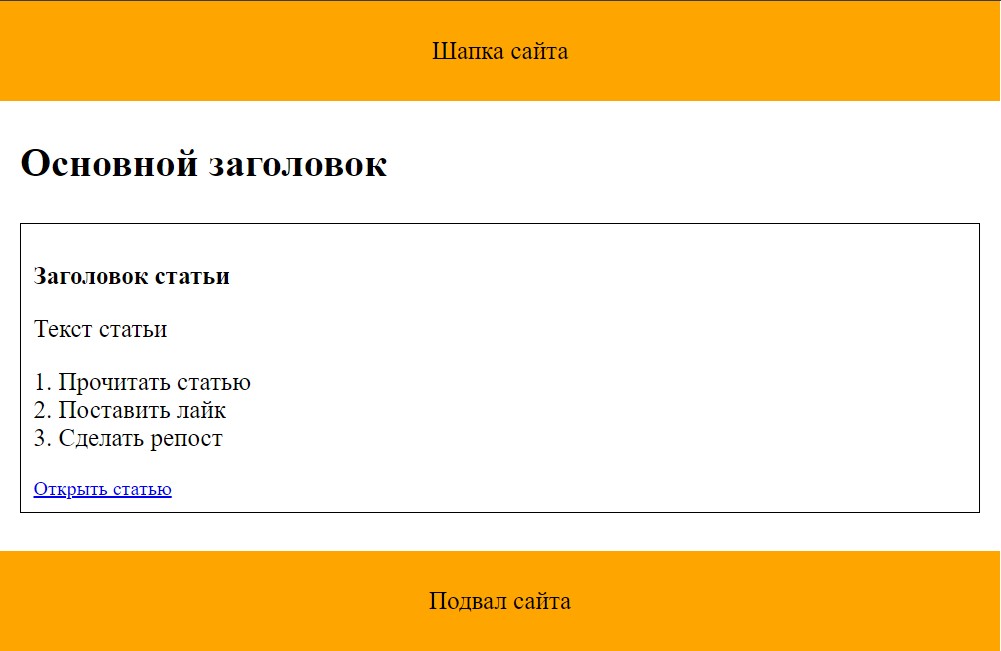 Шапка сайта
Основной заголовок
Заголовок статьи
Текст статьи
1. Прочитать статью
2. Поставить лайк
3. Сделать репост
Открыть статью
Подвал сайта